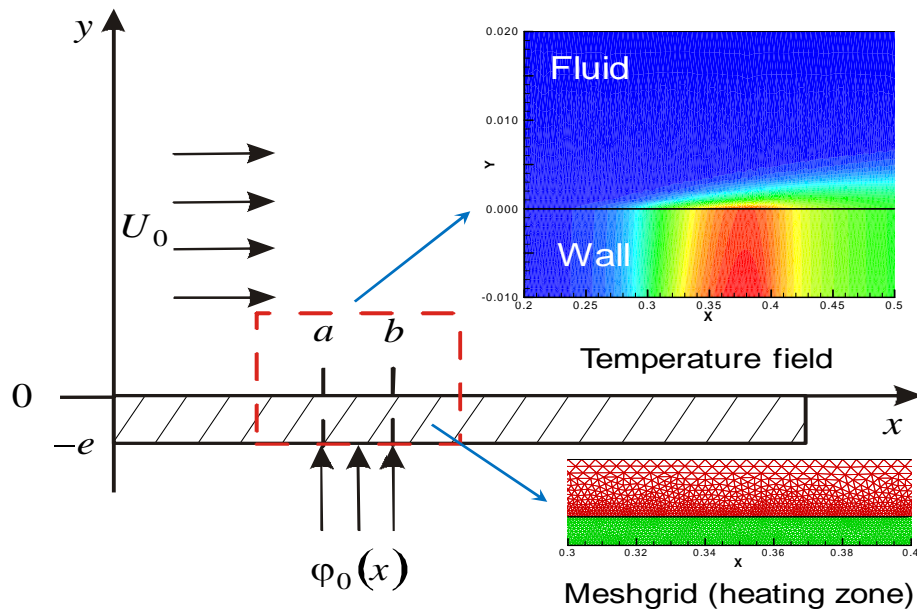 y
U0
a
b
0
x
−e
φ0(x)
0.020
0.010
0.000
-0.010
Y
Fluid
Wall
0.2
0.3
0.35
0.4
0.45
0.5
X
Temperature field
0.3
0.32
0.34
0.36
0.38
0.4
X
Meshgrid (heating zone)